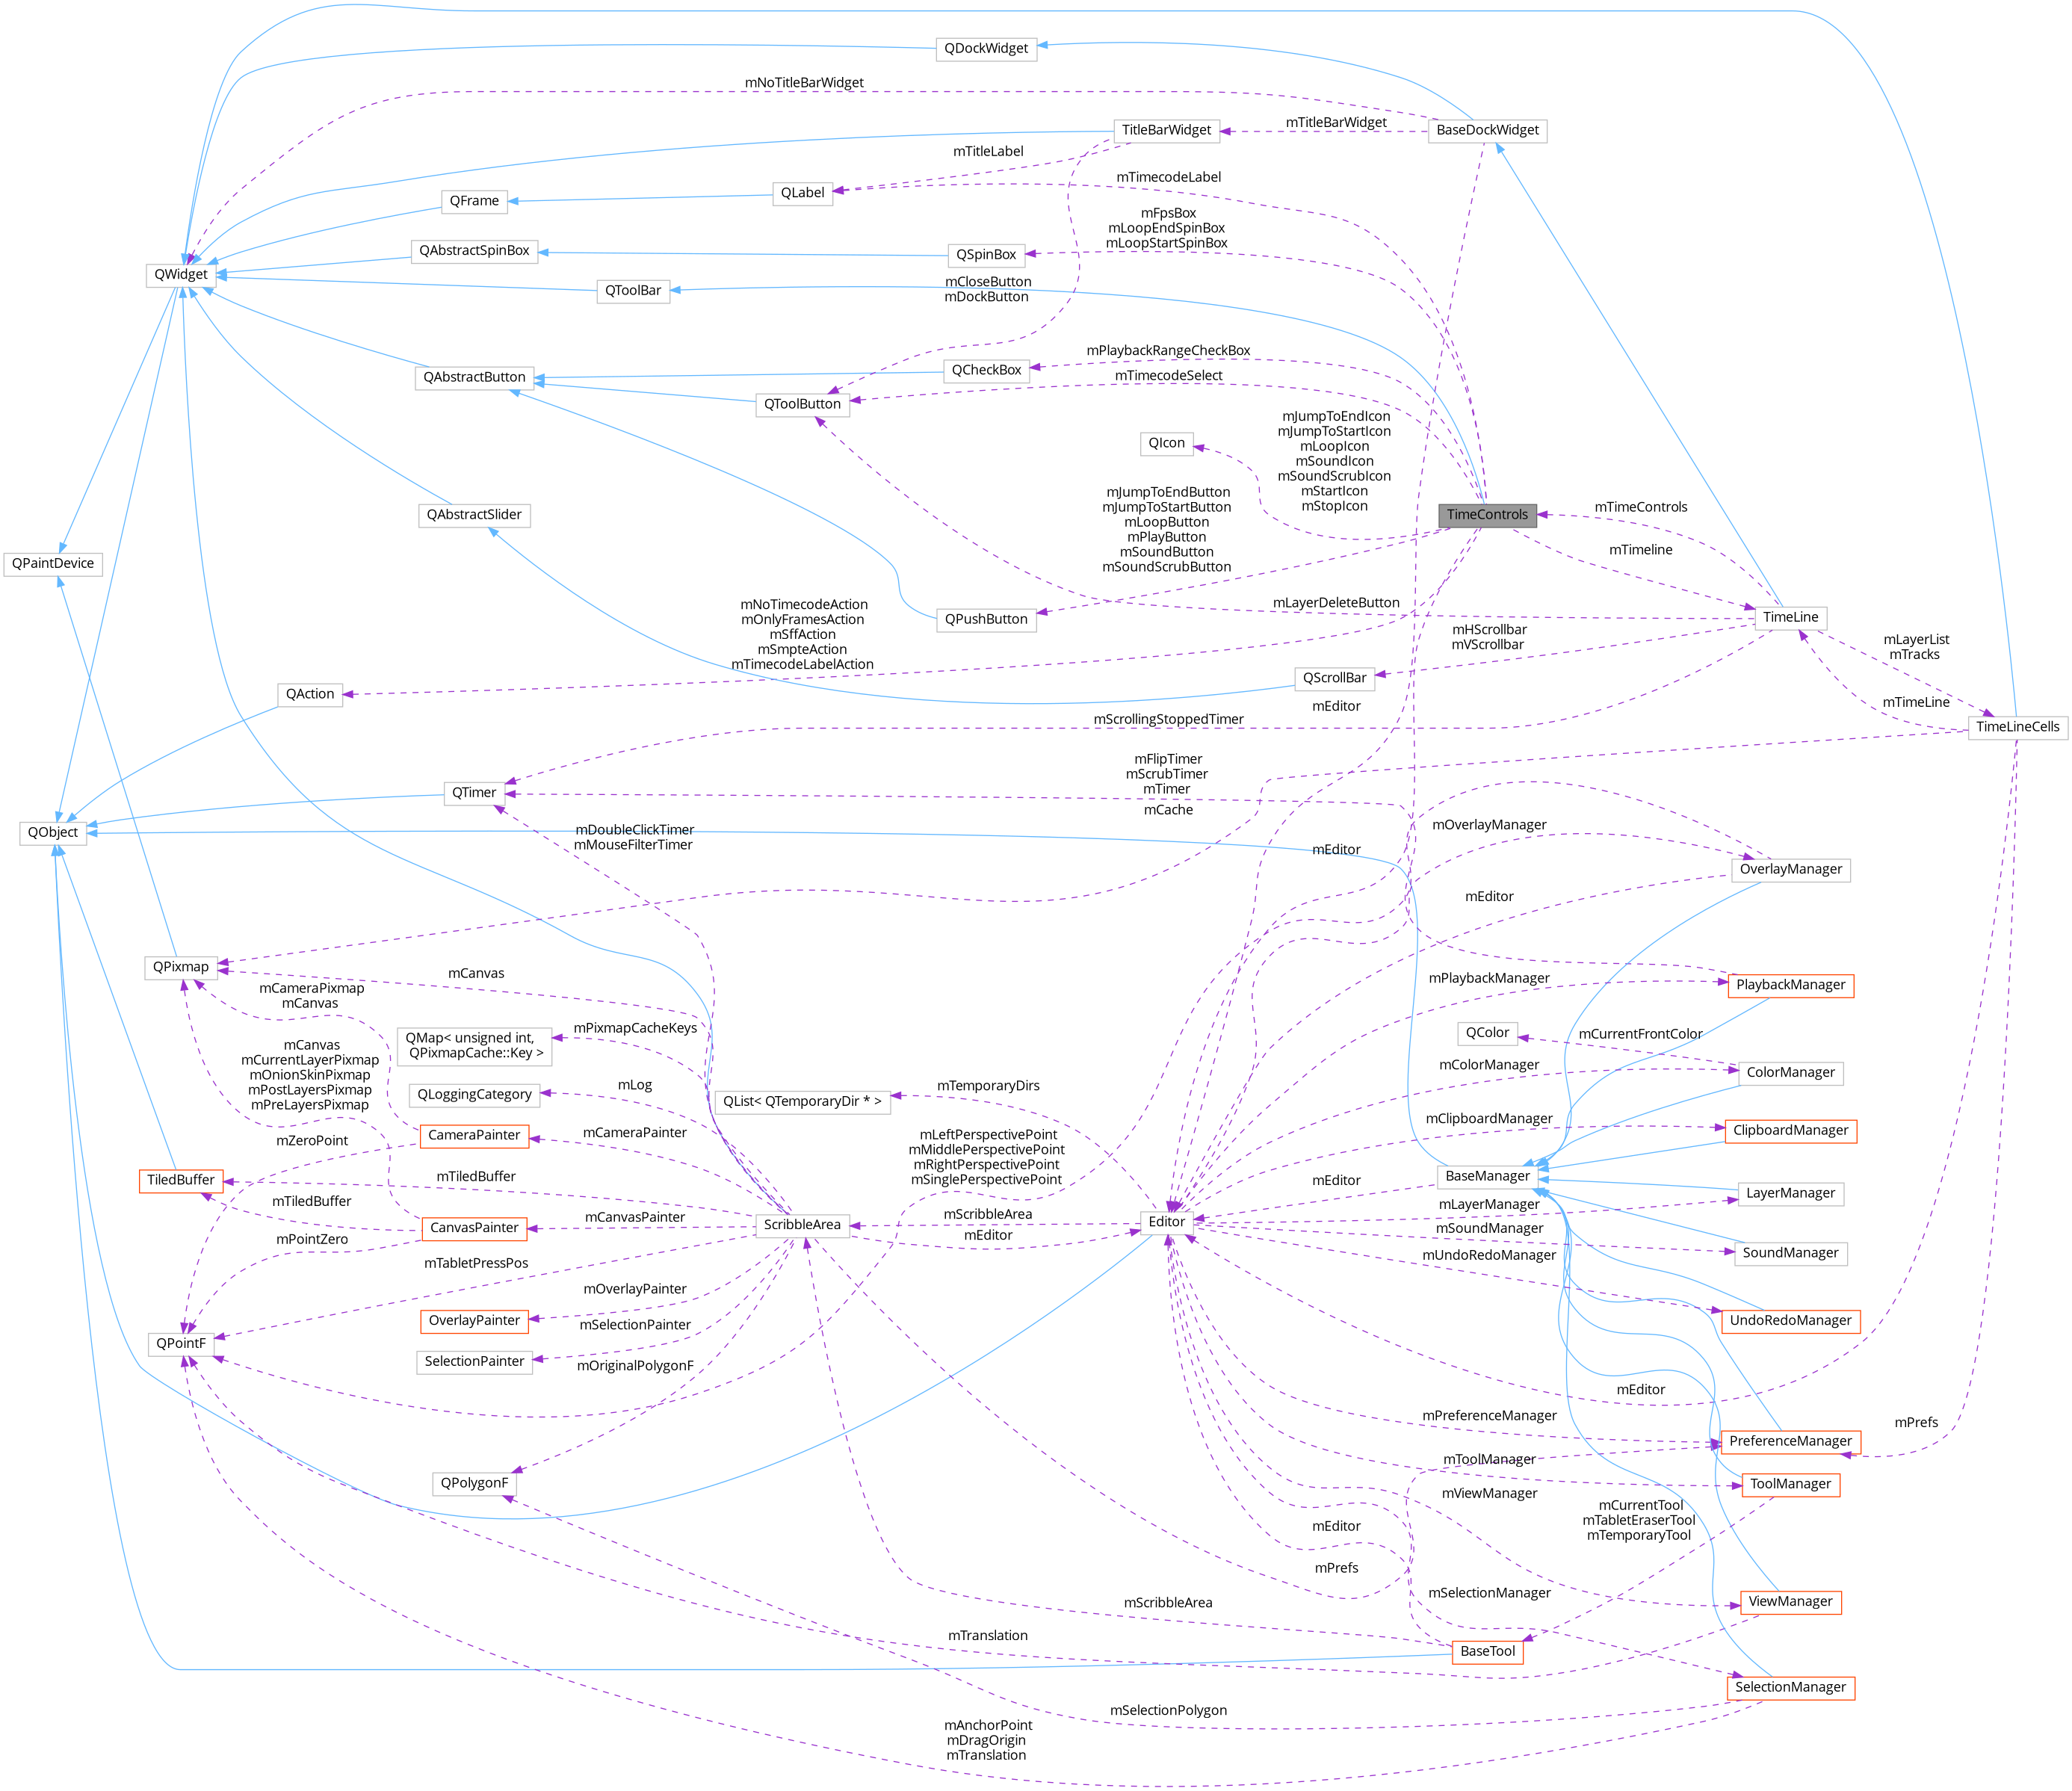 QDockWidget
mNoTitleBarWidget
TitleBarWidget
mTitleBarWidget
BaseDockWidget
mTitleLabel
mTimecodeLabel
QFrame
QLabel
mFpsBox
mLoopEndSpinBox
mLoopStartSpinBox
QAbstractSpinBox
QSpinBox
QWidget
QToolBar
mCloseButton
mDockButton
mPlaybackRangeCheckBox
QAbstractButton
QCheckBox
mTimecodeSelect
QToolButton
QIcon
mJumpToEndIcon
mJumpToStartIcon
mLoopIcon
mSoundIcon
mSoundScrubIcon
mStartIcon
mStopIcon
QAbstractSlider
mJumpToEndButton
mJumpToStartButton
mLoopButton
mPlayButton
mSoundButton
mSoundScrubButton
TimeControls
mTimeControls
mTimeline
QPaintDevice
mNoTimecodeAction
mOnlyFramesAction
mSffAction
mSmpteAction
mTimecodeLabelAction
QPushButton
mLayerDeleteButton
TimeLine
mHScrollbar
mVScrollbar
mLayerList
mTracks
QAction
QScrollBar
mTimeLine
mEditor
mScrollingStoppedTimer
TimeLineCells
mFlipTimer
mScrubTimer
mTimer
QTimer
mCache
QObject
mDoubleClickTimer
mMouseFilterTimer
mEditor
mOverlayManager
OverlayManager
mEditor
QPixmap
mCanvas
mCameraPixmap
mCanvas
mPlaybackManager
PlaybackManager
QMap< unsigned int,
QPixmapCache::Key >
mPixmapCacheKeys
QColor
mCurrentFrontColor
mCanvas
mCurrentLayerPixmap
mOnionSkinPixmap
mPostLayersPixmap
mPreLayersPixmap
QLoggingCategory
mLog
QList< QTemporaryDir * >
mTemporaryDirs
mColorManager
ColorManager
mZeroPoint
CameraPainter
mCameraPainter
mLeftPerspectivePoint
mMiddlePerspectivePoint
mRightPerspectivePoint
mSinglePerspectivePoint
mClipboardManager
ClipboardManager
TiledBuffer
mTiledBuffer
mTiledBuffer
BaseManager
mEditor
LayerManager
mLayerManager
CanvasPainter
mCanvasPainter
ScribbleArea
mScribbleArea
Editor
mEditor
mSoundManager
SoundManager
mPointZero
mTabletPressPos
mUndoRedoManager
UndoRedoManager
QPointF
OverlayPainter
mOverlayPainter
SelectionPainter
mSelectionPainter
mOriginalPolygonF
mEditor
mPreferenceManager
PreferenceManager
mPrefs
QPolygonF
mToolManager
ToolManager
mViewManager
mCurrentTool
mTabletEraserTool
mTemporaryTool
mEditor
mPrefs
mScribbleArea
mSelectionManager
ViewManager
mTranslation
BaseTool
SelectionManager
mSelectionPolygon
mAnchorPoint
mDragOrigin
mTranslation